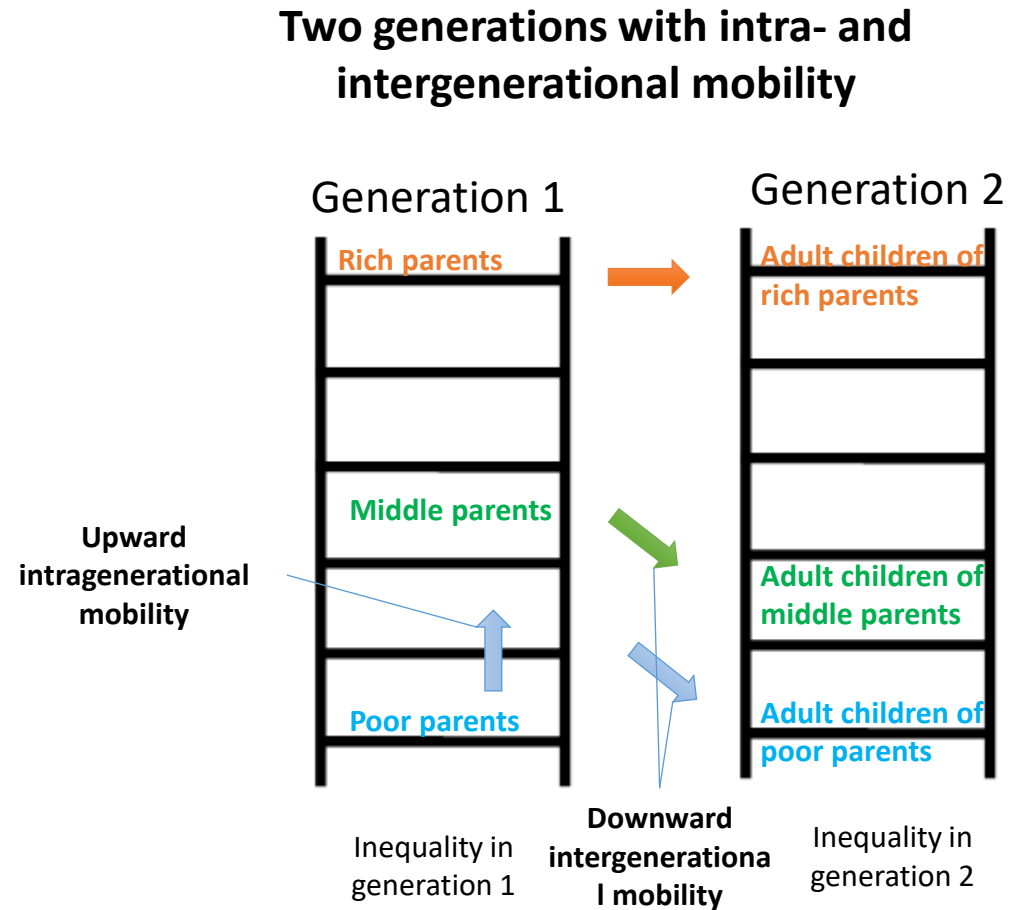 Two generations with intra- and
intergenerational mobility
Generation 1
Generation 2
Rich parents
Adult children of
rich parents
Middle parents
Upward
intragenerational
mobility
Adult children of
middle parents
Poor parents
Adult children of
poor parents
Inequality in
generation 1
Downward
intergenerationa
l mobility
Inequality in
generation 2